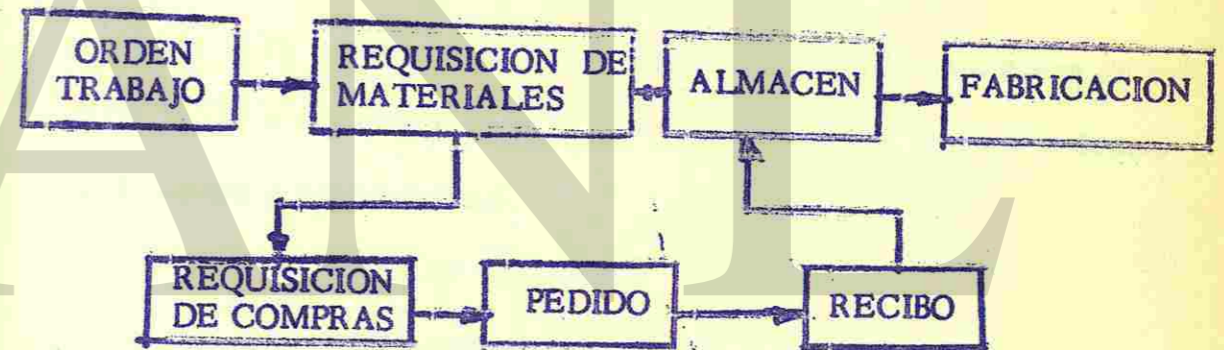 ORDEN
TRABAJO
REQUISICION DE
MATERIALES
ALMACEN
FABRICACION
REQUISICION
DE COMPRAS
PEDIDO
RECIBO